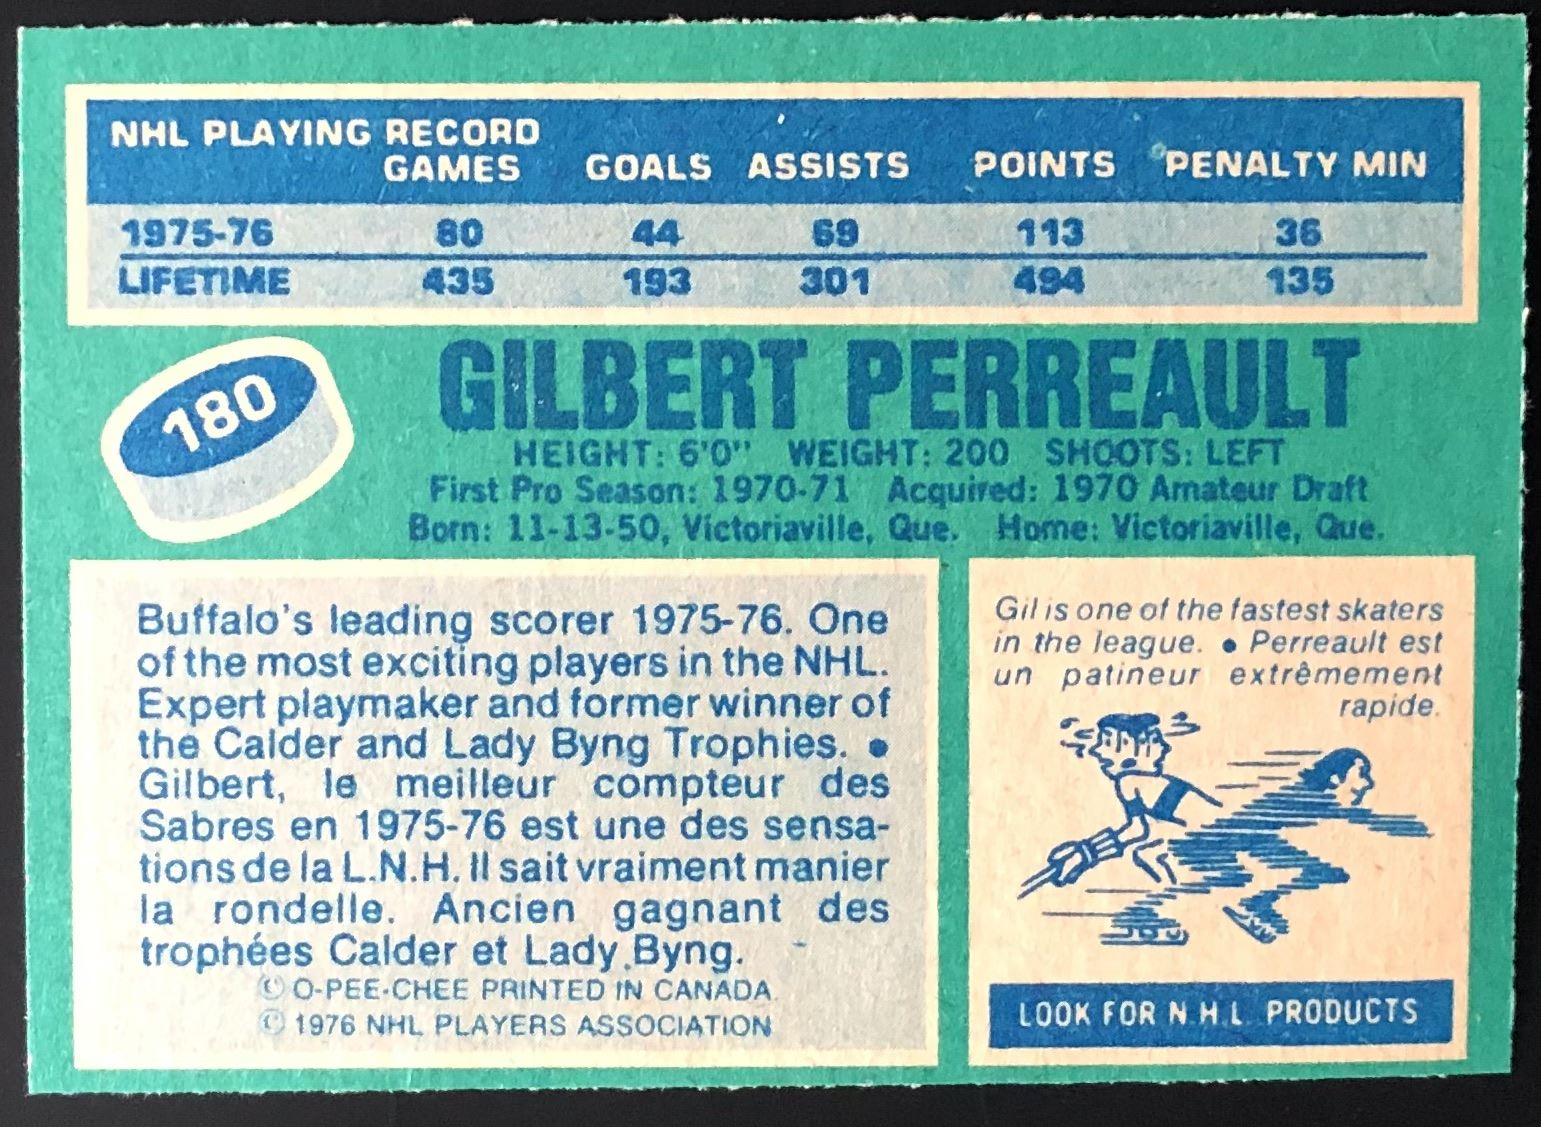 NHL PLAYING RECORD
GAMES GOALS ASSISTS POINTS PENALTY MIN
1975-76 80 44 69 113 36
LIFETIME 435 193 301 494 135
180
GILBERT PERREAULT
HEIGHT: 6'0" WEIGHT: 200 SHOOTS: LEFT
First Pro Season: 1970-71 Acquired: 1970 Amateur Draft
Born: 11-13-50, Victoriaville, Que. Home: Victoriaville, Que.
Buffalo's leading scorer 1975-76. One
of the most exciting players in the NHL.
Expert playmaker and former winner of
the Calder and Lady Byng Trophies. •
Gilbert, le meilleur compteur des
Sabres en 1975-76 est une des sensa-
tions de la L.N.H. Il sait vraiment manier
la rondelle. Ancien gagnant des
trophées Calder et Lady Byng.
© O-PEE-CHEE PRINTED IN CANADA
© 1976 NHL PLAYERS ASSOCIATION
Gil is one of the fastest skaters
in the league. • Perreault est
un patineur extrêmement
rapide.
LOOK FOR N.H.L. PRODUCTS